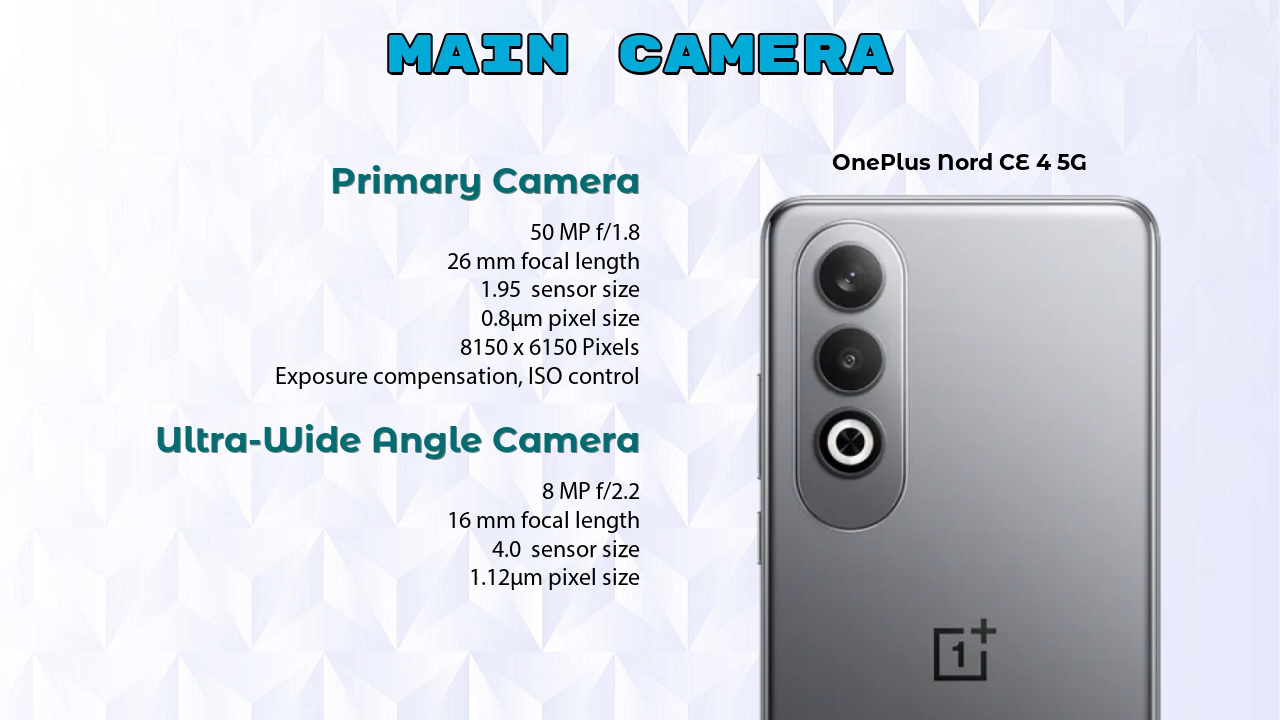 MAIN CAMERA
OnePlus Nord CE 4 5G
Primary Camera
50 MP f/1.8
26 mm focal length
1.95 sensor size
0.8µm pixel size
8150 x 6150 Pixels
Exposure compensation, ISO control
Ultra-Wide Angle Camera
8 MP f/2.2
16 mm focal length
4.0 sensor size
1.12µm pixel size
1+